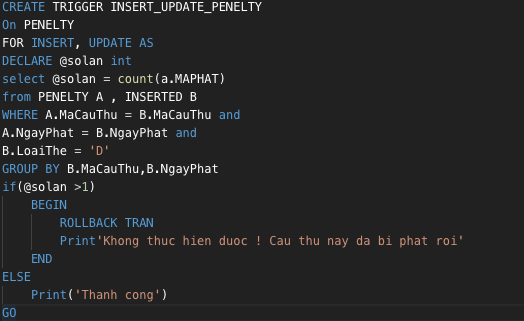 CREATE TRIGGER INSERT_UPDATE_PENELTY
On PENELTY
FOR INSERT, UPDATE AS
DECLARE @solan int
select @solan = count(a.MAPHAT)
from PENELTY A , INSERTED B
WHERE A.MaCauThu = B.MaCauThu and
A.NgayPhat = B.NgayPhat and
B.LoaiThe = 'D'
GROUP BY B.MaCauThu,B.NgayPhat
if(@solan >1)
BEGIN
ROLLBACK TRAN
Print'Khong thuc hien duoc ! Cau thu nay da bi phat roi'
END
ELSE
Print('Thanh cong')
GO